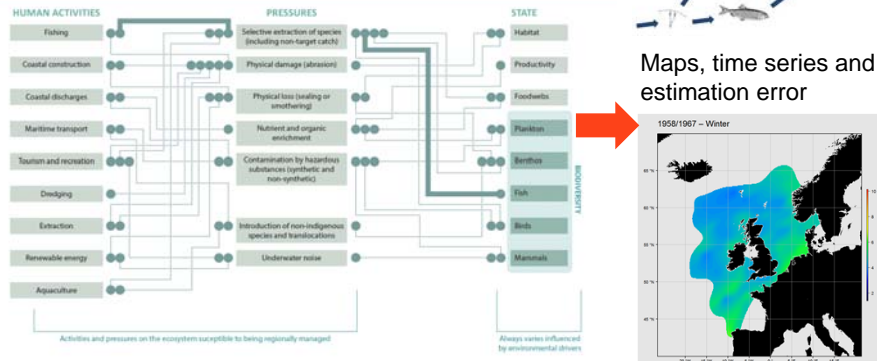 HUMAN ACTIVITIES
Fishing
Coastal construction
Coastal discharges
Maritime transport
Tourism and recreation
Dredging
Extraction
Renewable energy
Aquaculture
PRESSURES
Selective extraction of species
(including non-target catch)
Physical damage (abrasion)
Physical loss (sealing or
smothering)
Nutrient and organic
enrichment
Contamination by hazardous
substances (synthetic and
non-synthetic)
Introduction of non-indigenous
species and translocations
Underwater noise
STATE
Habitat
Productivity
Foodwebs
Plankton
Benthos
Fish
Birds
Mammals
BIODIVERSITY
Activities and pressures on the ecosystem suceptible to being regionally managed
Always varies influenced
by environmental drivers
Maps, time series and
estimation error
1958/1967 – Winter